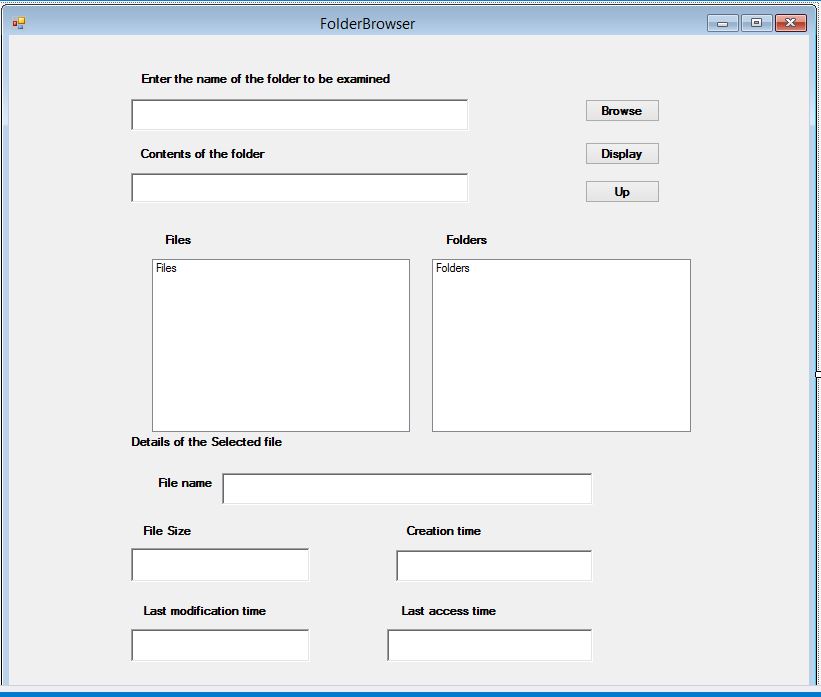 FolderBrowser
Enter the name of the folder to be examined
Browse
Contents of the folder
Display
Up
Files
Folders
Files
Folders
Details of the Selected file
File name
File Size
Creation time
Last modification time
Last access time